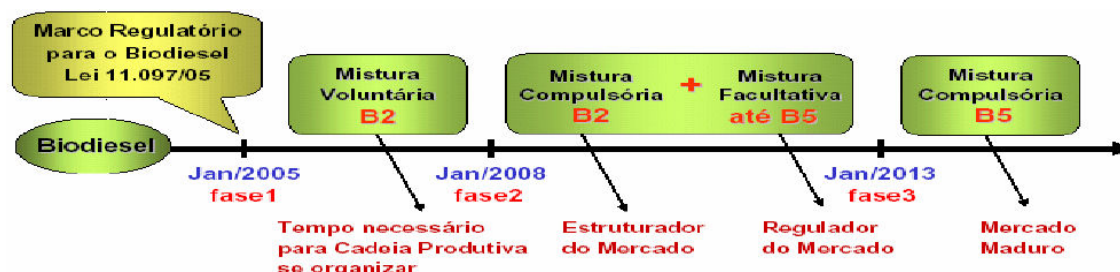 Marco Regulatório
para o Biodiesel
Lei 11.097/05
Mistura
Voluntária
B2
Mistura
Compulsória
B2
+
Mistura
Facultativa
até B5
Mistura
Compulsória
B5
Biodiesel
Jan/2005
fase1
Jan/2008
fase2
Jan/2013
fase3
Tempo necessário
para Cadeia Produtiva
se organizar
Estruturador
do Mercado
Regulador
do Mercado
Mercado
Maduro